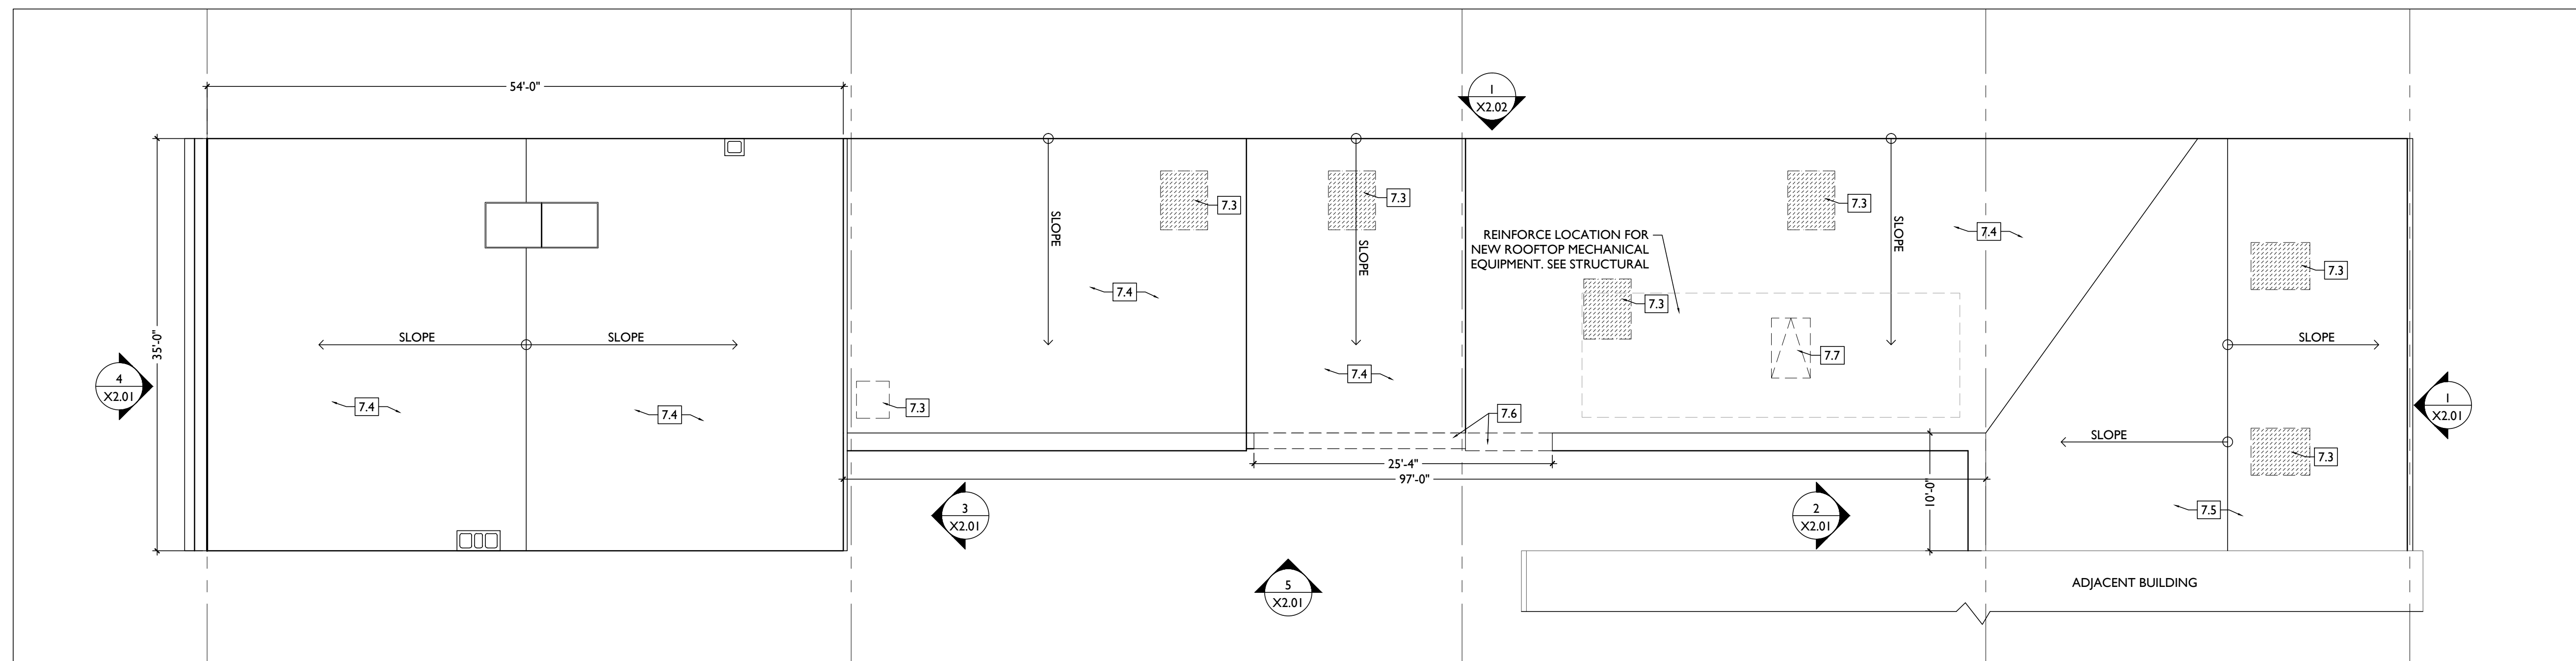 54'-0"
1
X2.02
7.3
7.3
7.3
SLOPE
SLOPE
SLOPE
7.4
REINFORCE LOCATION FOR
NEW ROOFTOP MECHANICAL
EQUIPMENT. SEE STRUCTURAL
7.3
7.4
7.3
35'-0"
SLOPE
SLOPE
SLOPE
7.7
4
X2.01
7.4
7.4
7.4
7.3
7.6
1
X2.01
SLOPE
7.3
25'-4"
97'-0"
10'-0"
3
X2.01
2
X2.01
7.5
5
X2.01
ADJACENT BUILDING